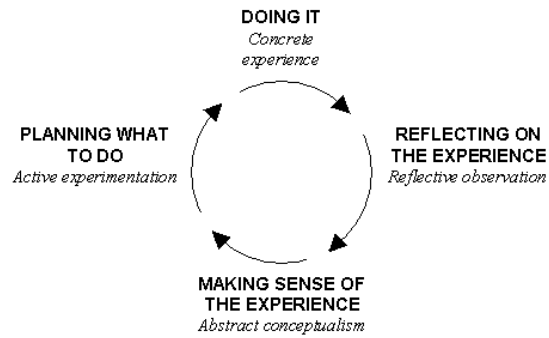 DOING IT
Concrete
experience
PLANNING WHAT
TO DO
Active experimentation
REFLECTING ON
THE EXPERIENCE
Reflective observation
MAKING SENSE OF
THE EXPERIENCE
Abstract conceptualism